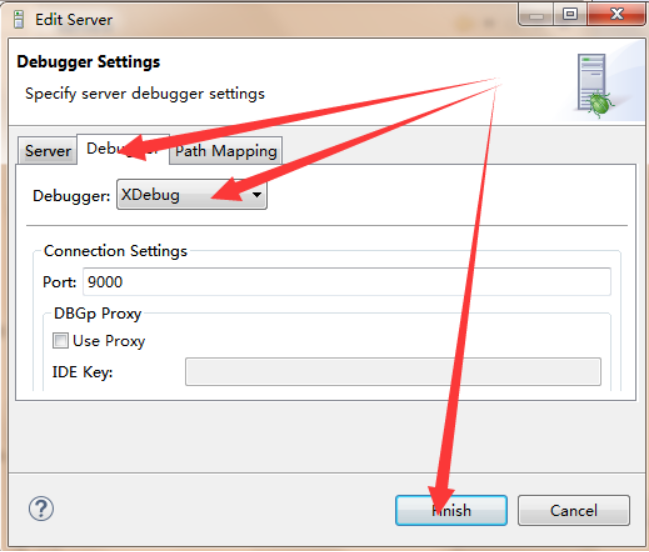 Edit Server
Debugger Settings
Specify server debugger settings
Server Debugger Path Mapping
Debugger: XDebug
Connection Settings
Port: 9000
DBGp Proxy
Use Proxy
IDE Key:
Finish Cancel